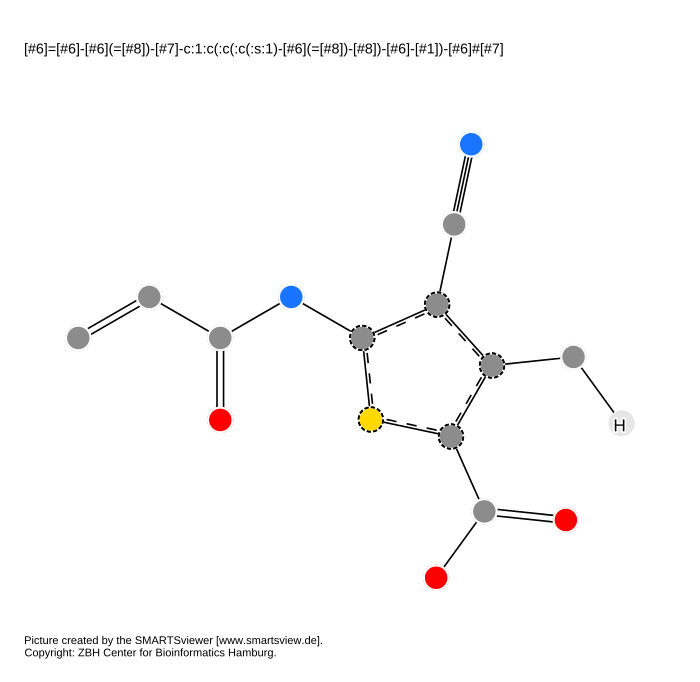 [#6]=[#6]-[#6](=[#8])-[#7]-c:1:c(:c(:c(:s:1)-[#6](=[#8])-[#8])-[#6]-[#1])-[#6]#[#7]
H
Picture created by the SMARTSviewer [www.smartsview.de].
Copyright: ZBH Center for Bioinformatics Hamburg.